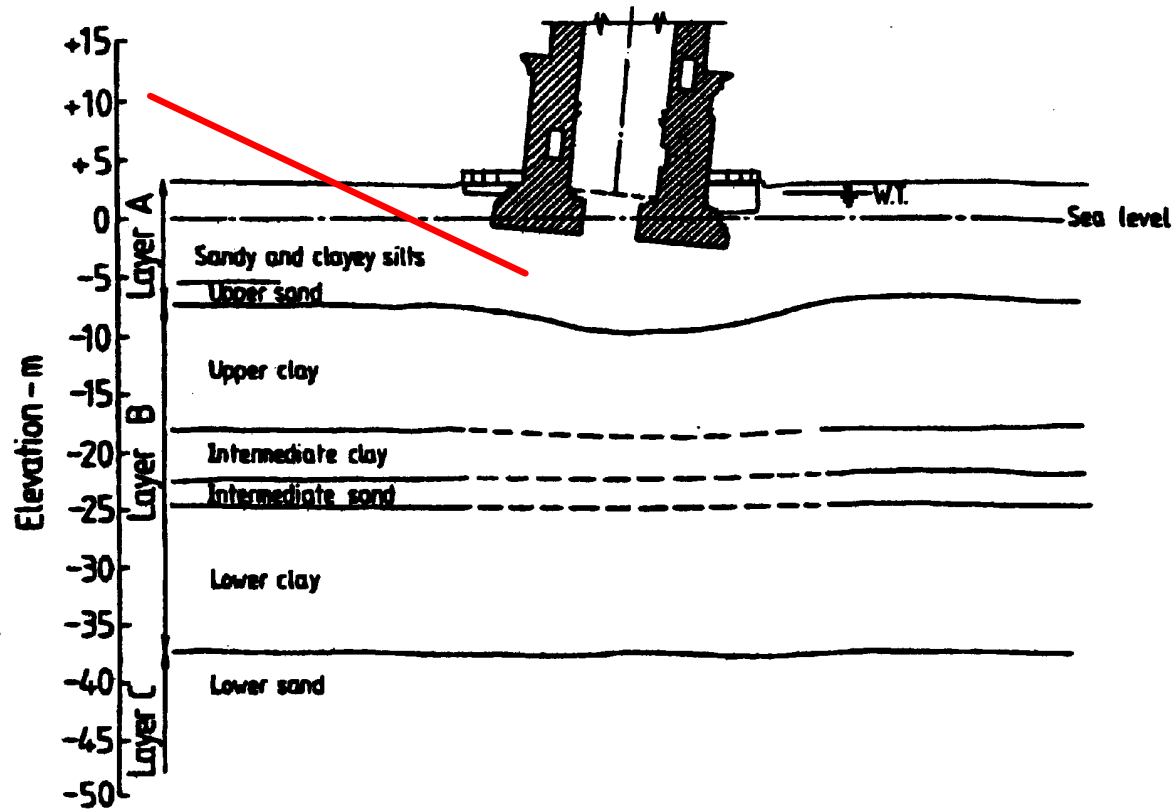 +15
+10
+5
0
-5
-10
-15
-20
-25
-30
-35
-40
-45
-50
Elevation-m
Layer A
Layer B
Layer C
W.T.
Sea level
Sandy and clayey silts
Upper sand
Upper clay
Intermediate clay
Intermediate sand
Lower clay
Lower sand